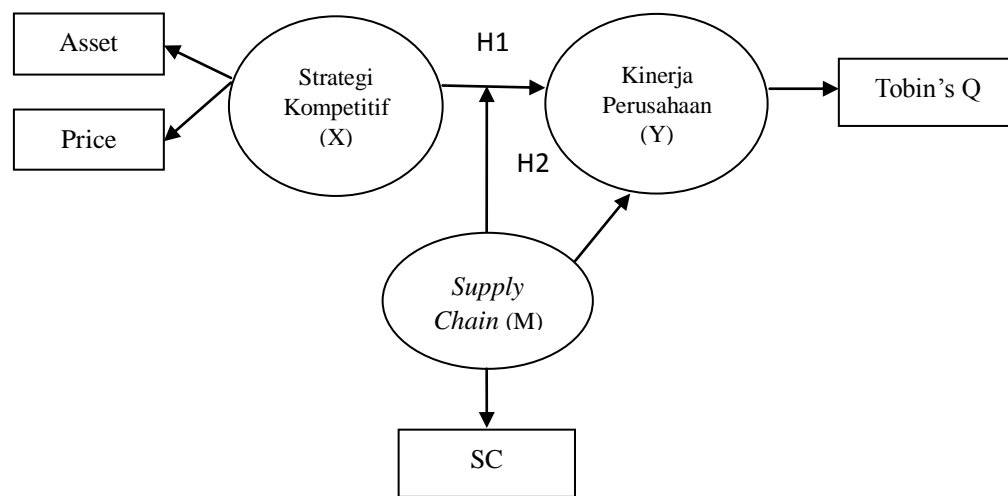 Asset
Price
Strategi
Kompetitif
(X)
H1
Kinerja
Perusahaan
(Y)
Tobin’s Q
H2
Supply
Chain (M)
SC